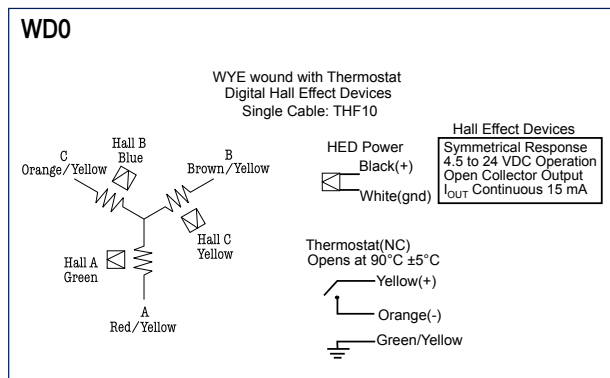 WD0
WYE wound with Thermostat
Digital Hall Effect Devices
Single Cable: THF10
C
Orange/Yellow
Hall B
Blue
B
Brown/Yellow
Hall C
Yellow
Hall A
Green
A
Red/Yellow
HED Power
Black(+)
White(gnd)
Hall Effect Devices
Symmetrical Response
4.5 to 24 VDC Operation
Open Collector Output
IOUT Continuous 15 mA
Thermostat(NC)
Opens at 90°C ±5°C
Yellow(+)
Orange(-)
Green/Yellow